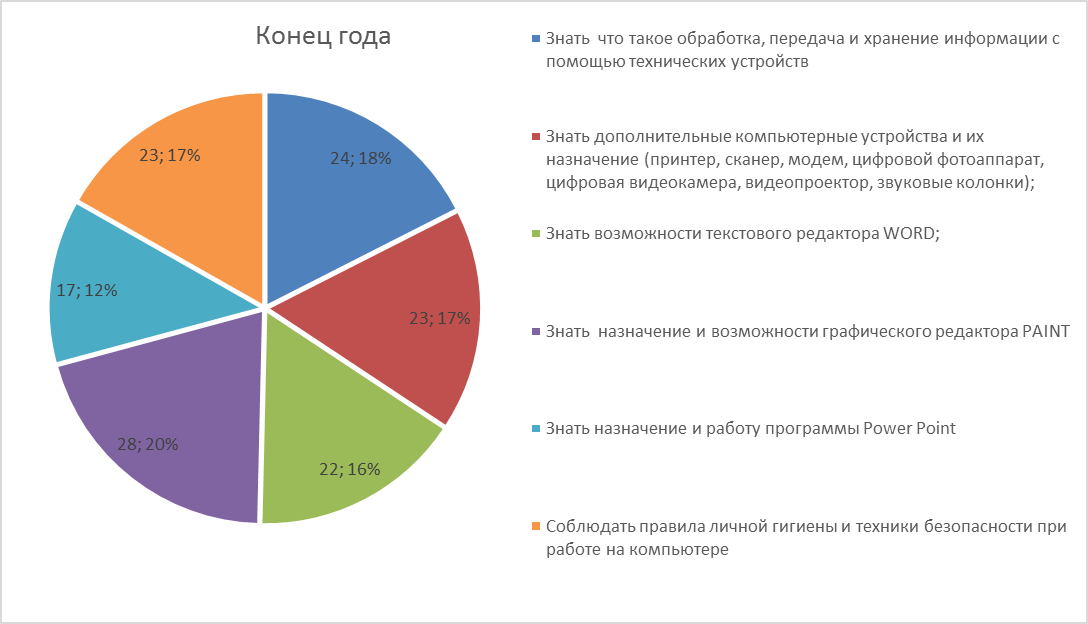 Конец года
24; 18%
23; 17%
22; 16%
28; 20%
17; 12%
23; 17%
Знать  что такое обработка, передача и хранение информации с
помощью технических устройств
Знать дополнительные компьютерные устройства и их
назначение (принтер, сканер, модем, цифровой фотоаппарат,
цифровая видеокамера, видеопроектор, звуковые колонки);
Знать возможности текстового редактора WORD;
Знать  назначение и возможности графического редактора PAINT
Знать назначение и работу программы Power Point
Соблюдать правила личной гигиены и техники безопасности при
работе на компьютере